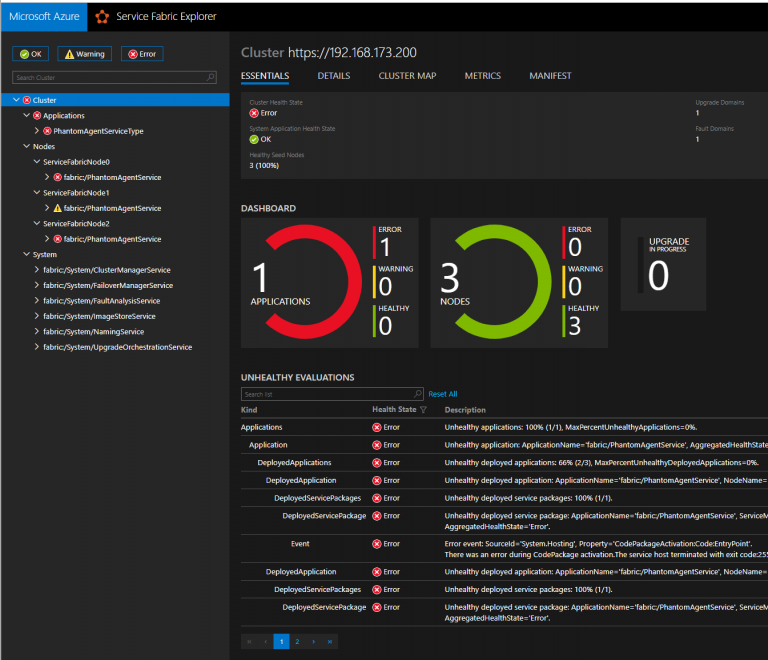 Microsoft Azure
Service Fabric Explorer
OK
Warning
Error
Search Cluster
Cluster
Applications
PhantomAgentServiceType
Nodes
ServiceFabricNode0
fabric:/PhantomAgentService
ServiceFabricNode1
fabric:/PhantomAgentService
ServiceFabricNode2
fabric:/PhantomAgentService
System
fabric:/System/ClusterManagerService
fabric:/System/FailoverManagerService
fabric:/System/FaultAnalysisService
fabric:/System/ImageStoreService
fabric:/System/NamingService
fabric:/System/UpgradeOrchestrationService
Cluster https://192.168.173.200
ESSENTIALS DETAILS CLUSTER MAP METRICS MANIFEST
Cluster Health State
Error
System Application Health State
OK
Healthy Seed Nodes
3 (100%)
Upgrade Domains
1
Fault Domains
1
DASHBOARD
1
APPLICATIONS
ERROR
1
WARNING
0
HEALTHY
0
3
NODES
ERROR
0
WARNING
0
HEALTHY
3
UPGRADE
IN PROGRESS
0
UNHEALTHY EVALUATIONS
Search list
Reset All
Kind Health State Description
Applications Error Unhealthy applications: 100% (1/1), MaxPercentUnhealthyApplications=0%.
Application Error Unhealthy application: ApplicationName='fabric:/PhantomAgentService', AggregatedHealthState
DeployedApplications Error Unhealthy deployed applications: 66% (2/3), MaxPercentUnhealthyDeployedApplications=0%.
DeployedApplication Error Unhealthy deployed application: ApplicationName='fabric:/PhantomAgentService', NodeName=
DeployedServicePackages Error Unhealthy deployed service packages: 100% (1/1).
DeployedServicePackage Error Unhealthy deployed service package: ApplicationName='fabric:/PhantomAgentService', ServiceM
AggregatedHealthState='Error'.
Event Error Error event: SourceId='System.Hosting', Property='CodePackageActivation:Code:EntryPoint'.
There was an error during CodePackage activation.The service host terminated with exit code:255
DeployedApplication Error Unhealthy deployed application: ApplicationName='fabric:/PhantomAgentService', NodeName=
DeployedServicePackages Error Unhealthy deployed service packages: 100% (1/1).
DeployedServicePackage Error Unhealthy deployed service package: ApplicationName='fabric:/PhantomAgentService', ServiceM
AggregatedHealthState='Error'.
« ‹ 1 2 › »